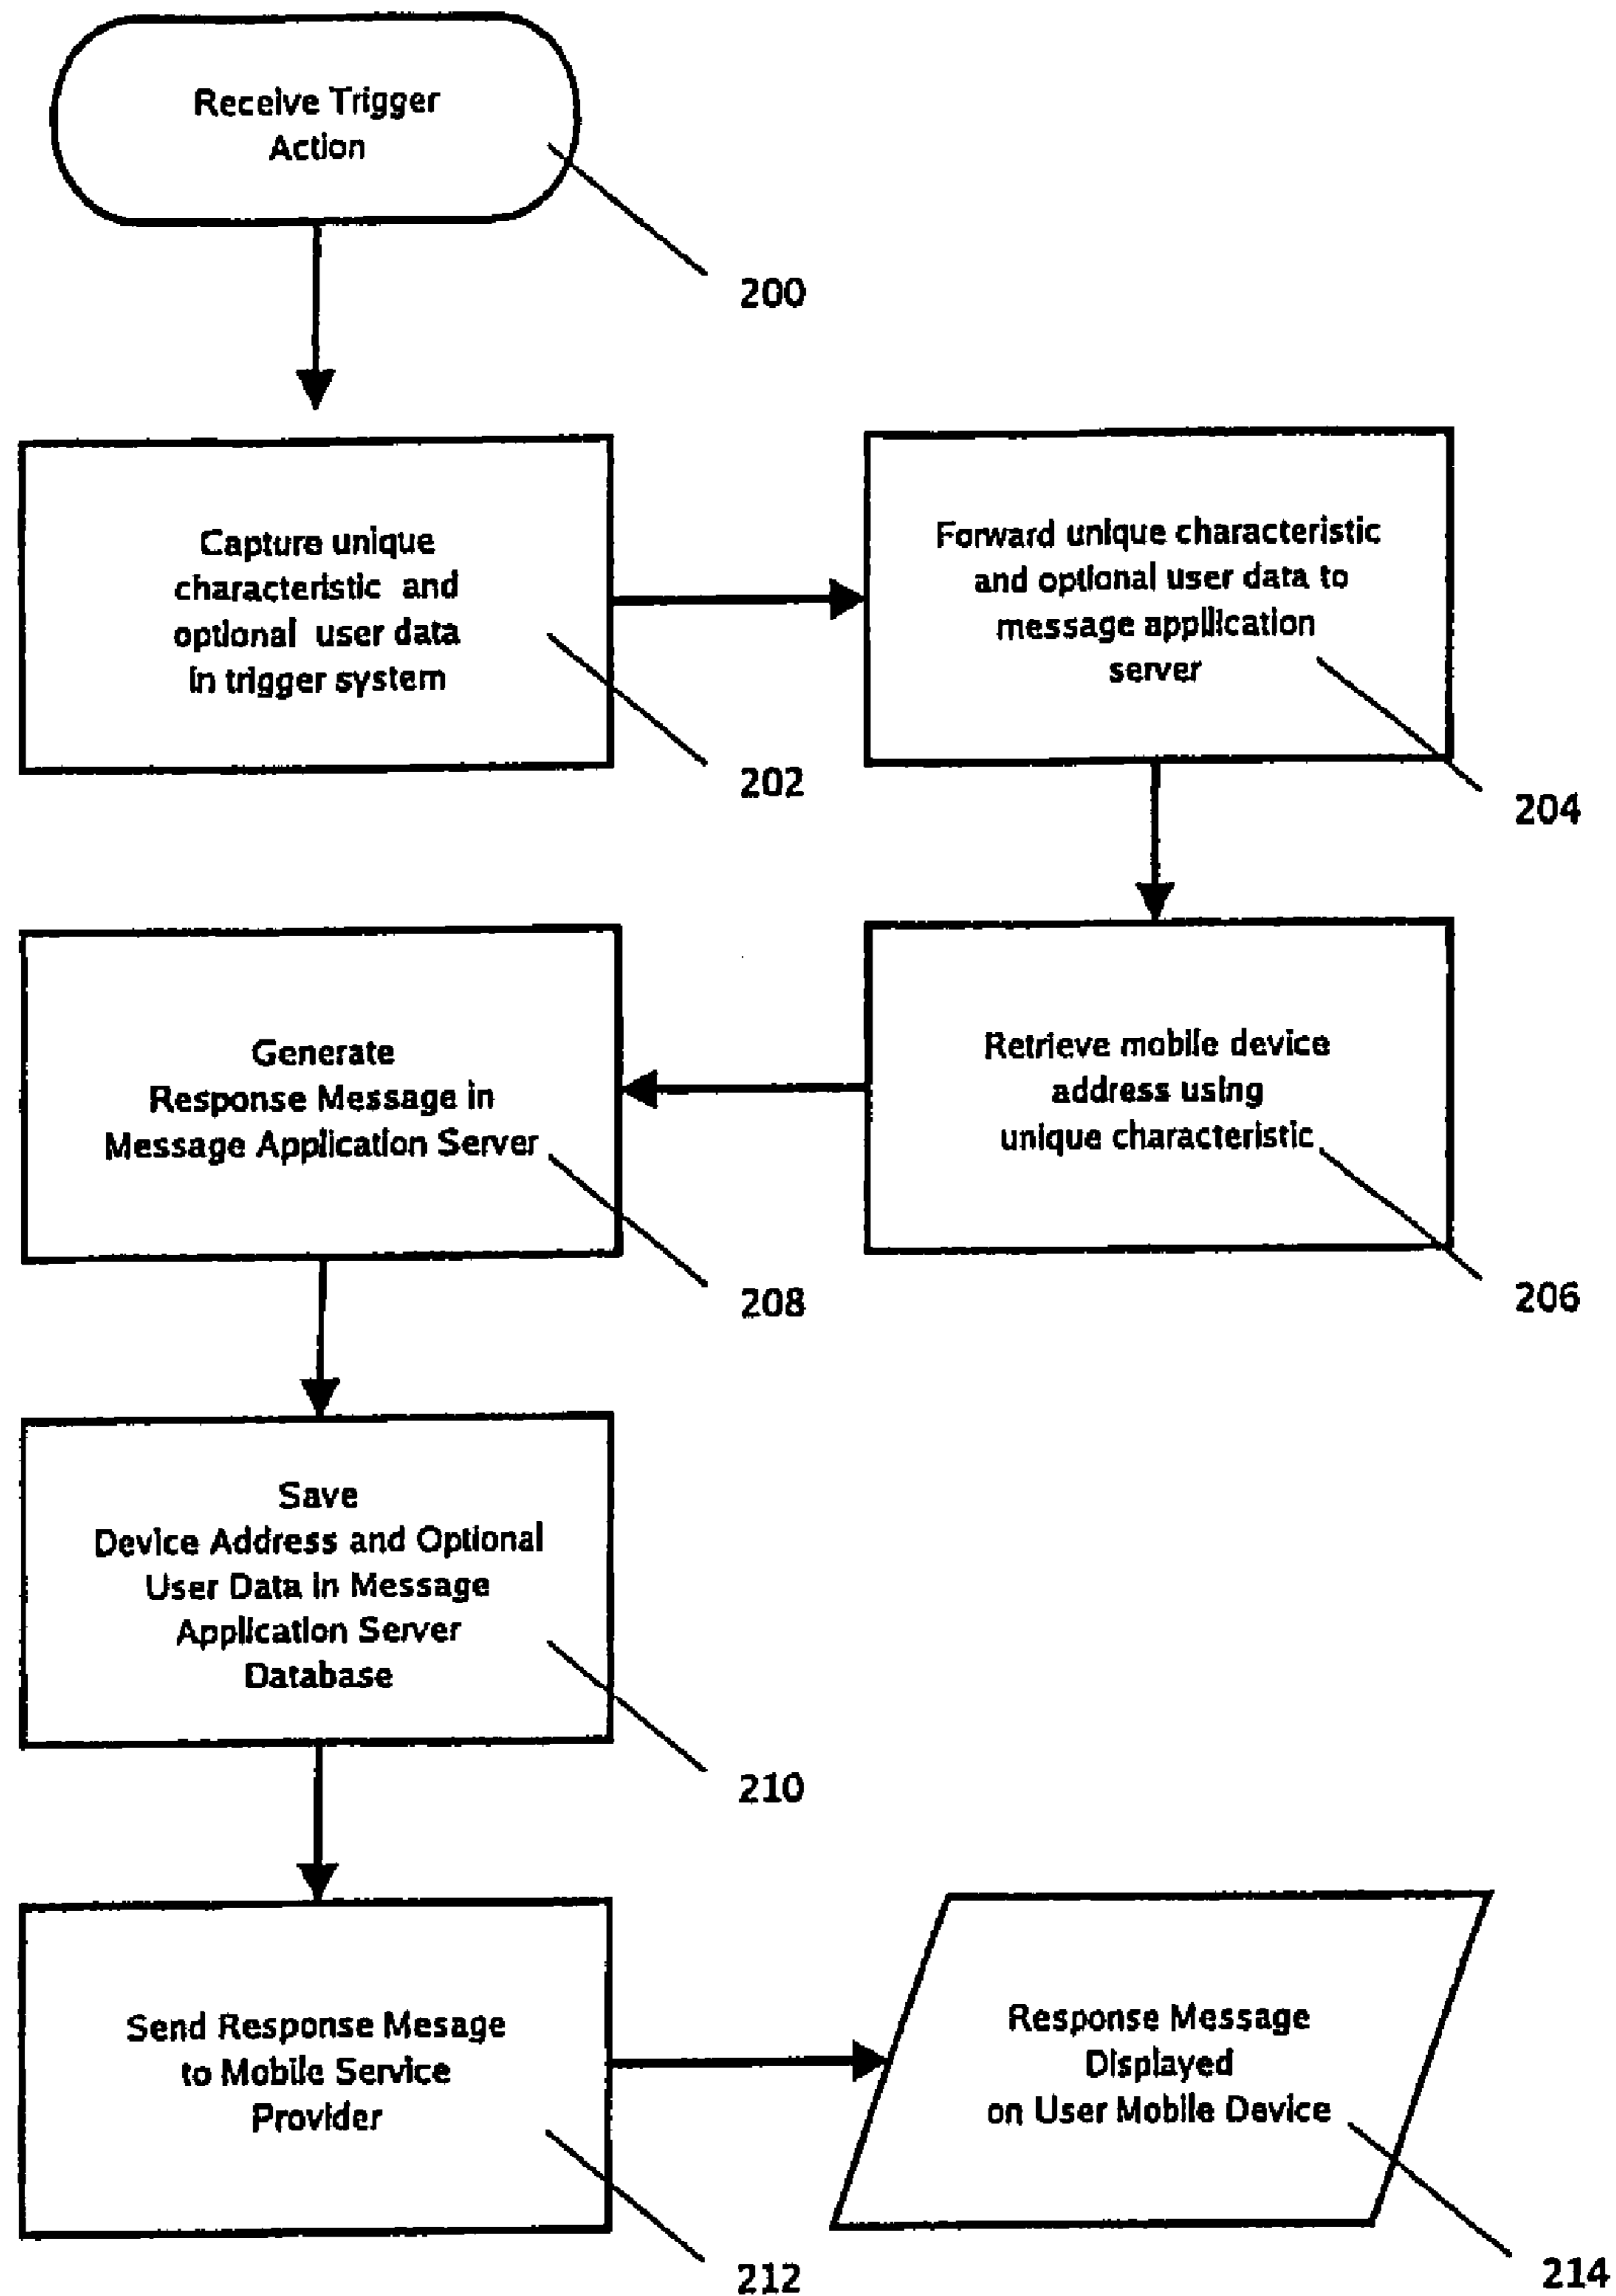 Receive Trigger
Action
200
Capture unique
characteristic and
optional user data
in trigger system
202
Forward unique characteristic
and optional user data to
message appllication
server
204
Retrieve mobile device
address using
unique characteristic
206
Generate
Response Message in
Message Application Server
208
Save
Device Address and Optional
User Data in Message
Application Server
Database
210
Send Response Mesage
to Mobile Service
Provider
212
Response Message
Displayed
on User Mobile Device
214